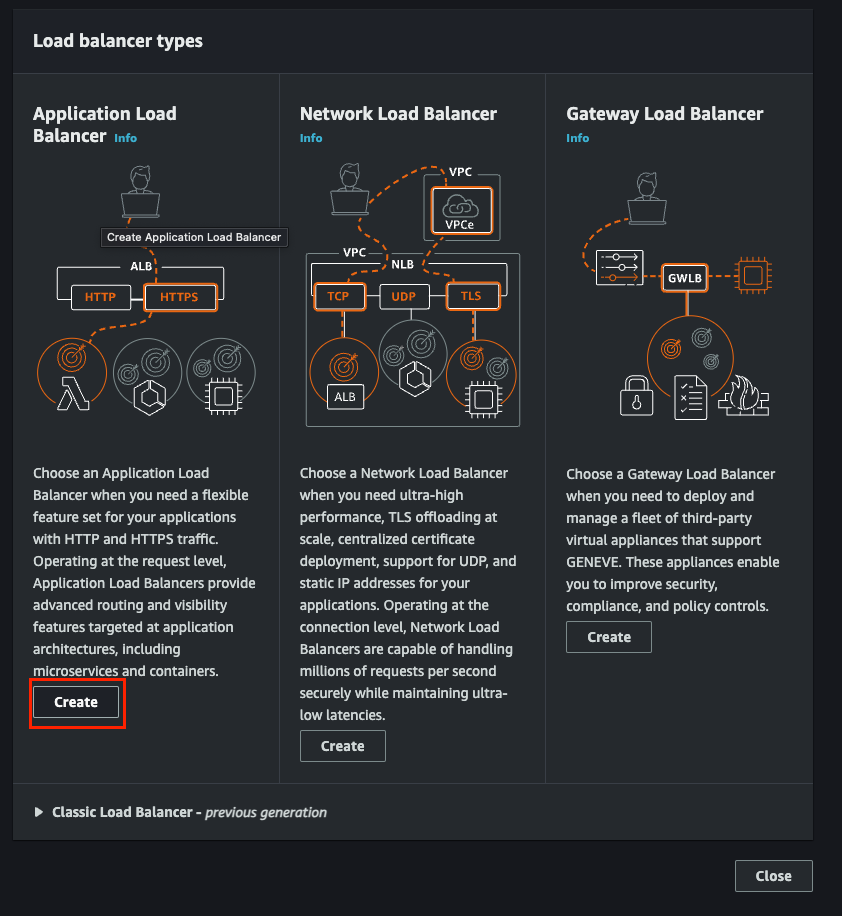 Load balancer types
Application Load
Balancer Info
Create Application Load Balancer
ALB
HTTP
HTTPS
Choose an Application Load
Balancer when you need a flexible
feature set for your applications
with HTTP and HTTPS traffic.
Operating at the request level,
Application Load Balancers provide
advanced routing and visibility
features targeted at application
architectures, including
microservices and containers.
Create
Network Load Balancer
Info
VPC
VPCe
VPC
NLB
TCP
UDP
TLS
ALB
Choose a Network Load Balancer
when you need ultra-high
performance, TLS offloading at
scale, centralized certificate
deployment, support for UDP, and
static IP addresses for your
applications. Operating at the
connection level, Network Load
Balancers are capable of handling
millions of requests per second
securely while maintaining ultra-
low latencies.
Create
Gateway Load Balancer
Info
GWLB
Choose a Gateway Load Balancer
when you need to deploy and
manage a fleet of third-party
virtual appliances that support
GENEVE. These appliances enable
you to improve security,
compliance, and policy controls.
Create
Classic Load Balancer - previous generation
Close